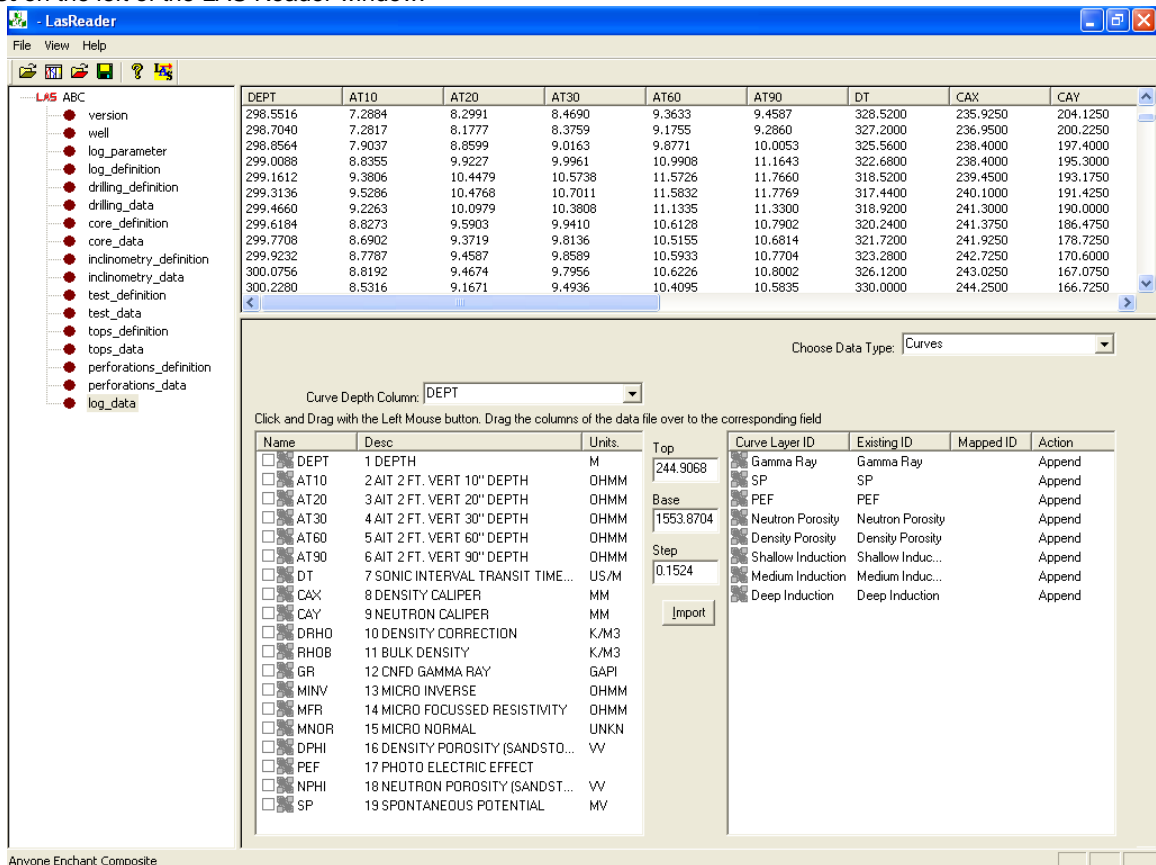 - LasReader
File View Help
LAS ABC
version
well
log_parameter
log_definition
drilling_definition
drilling_data
core_definition
core_data
inclinometry_definition
inclinometry_data
test_definition
test_data
tops_definition
tops_data
perforations_definition
perforations_data
log_data
DEPT AT10 AT20 AT30 AT60 AT90 DT CAX CAY
298.5516 7.2884 8.2991 8.4690 9.3633 9.4587 328.5200 235.9250 204.1250
298.7040 7.2817 8.1777 8.3759 9.1755 9.2860 327.2000 236.9500 200.2250
298.8564 7.9037 8.8599 9.0163 9.8771 10.0053 325.5600 238.4000 197.4000
299.0088 8.8355 9.9227 9.9961 10.9908 11.1643 322.6800 238.4000 195.3000
299.1612 9.3806 10.4479 10.5738 11.5726 11.7660 318.5200 239.4500 193.1750
299.3136 9.5286 10.4768 10.7011 11.5832 11.7769 317.4400 240.1000 191.4250
299.4660 9.2263 10.0979 10.3808 11.1335 11.3300 318.9200 241.3000 190.0000
299.6184 8.8273 9.5903 9.9410 10.6128 10.7902 320.2400 241.3750 186.4750
299.7708 8.6902 9.3719 9.8136 10.5155 10.6814 321.7200 241.9250 178.7250
299.9232 8.7787 9.4587 9.8589 10.5933 10.7704 323.2800 242.7250 170.6000
300.0756 8.8192 9.4674 9.7956 10.6226 10.8002 326.1200 243.0250 167.0750
300.2280 8.5316 9.1671 9.4936 10.4095 10.5835 330.0000 244.2500 166.7250
Choose Data Type: Curves
Curve Depth Column: DEPT
Click and Drag with the Left Mouse button. Drag the columns of the data file over to the corresponding field
Name Desc Units.
DEPT 1 DEPTH M
AT10 2 AIT 2 FT. VERT 10" DEPTH OHMM
AT20 3 AIT 2 FT. VERT 20" DEPTH OHMM
AT30 4 AIT 2 FT. VERT 30" DEPTH OHMM
AT60 5 AIT 2 FT. VERT 60" DEPTH OHMM
AT90 6 AIT 2 FT. VERT 90" DEPTH OHMM
DT 7 SONIC INTERVAL TRANSIT TIME... US/M
CAX 8 DENSITY CALIPER MM
CAY 9 NEUTRON CALIPER MM
DRHO 10 DENSITY CORRECTION K/M3
RHOB 11 BULK DENSITY K/M3
GR 12 CNFD GAMMA RAY GAPI
MINV 13 MICRO INVERSE OHMM
MFR 14 MICRO FOCUSSED RESISTIVITY OHMM
MNOR 15 MICRO NORMAL UNKN
DPHI 16 DENSITY POROSITY (SANDSTO... V/V
PEF 17 PHOTO ELECTRIC EFFECT
NPHI 18 NEUTRON POROSITY (SANDST... V/V
SP 19 SPONTANEOUS POTENTIAL MV
Top
244.9068
Base
1553.8704
Step
0.1524
Import
Curve Layer ID Existing ID Mapped ID Action
Gamma Ray Gamma Ray Append
SP SP Append
PEF PEF Append
Neutron Porosity Neutron Porosity Append
Density Porosity Density Porosity Append
Shallow Induction Shallow Induc... Append
Medium Induction Medium Induc... Append
Deep Induction Deep Induction Append
Anyone Enchant Composite